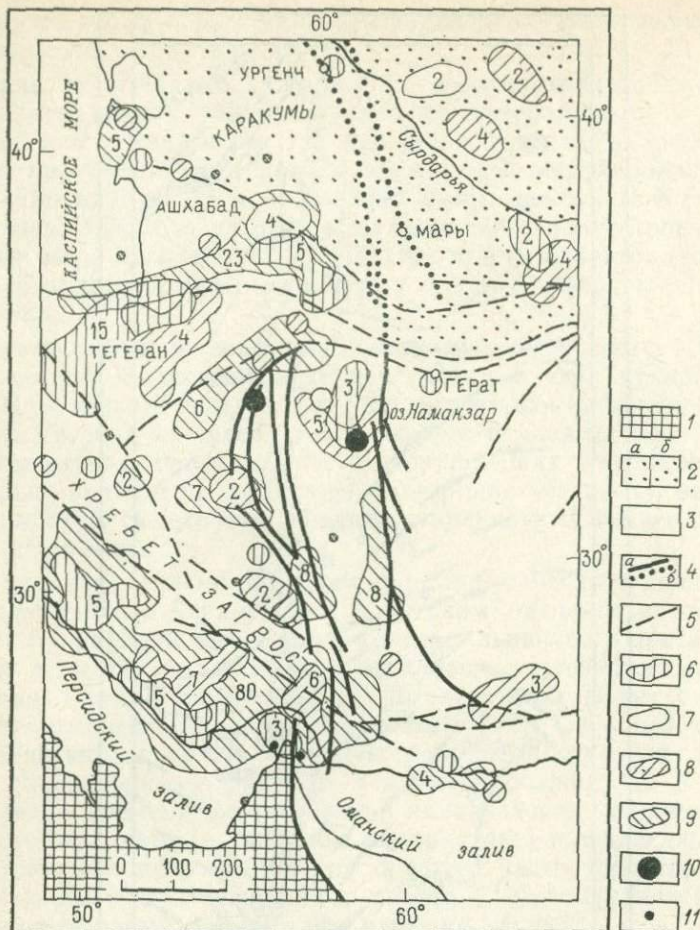 60°
УРГЕНЧ
КАСПИЙСКОЕ МОРЕ
КАРАКУМЫ
Сырдарья
2
2
4
5
40°
40°
АШХАБАД
МАРЫ
4
23
5
2
4
15
ТЕГЕРАН
4
6
3
5
ГЕРАТ
оз.Намакзар
2
7
2
ХРЕБЕТ ЗАГРОС
8
2
8
30°
30°
5
7
5
80
6
3
3
4
Персидский
залив
Оманский
залив
0 100 200
50°
60°
1
а б
2
3
а
б
4
5
6
7
8
9
10
11